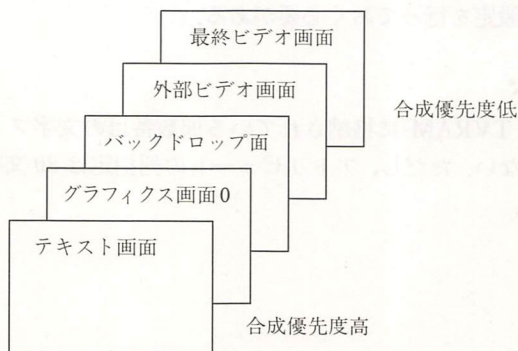 最終ビデオ画面
外部ビデオ画面
合成優先度低
バックドロップ面
グラフィクス画面0
テキスト画面
合成優先度高